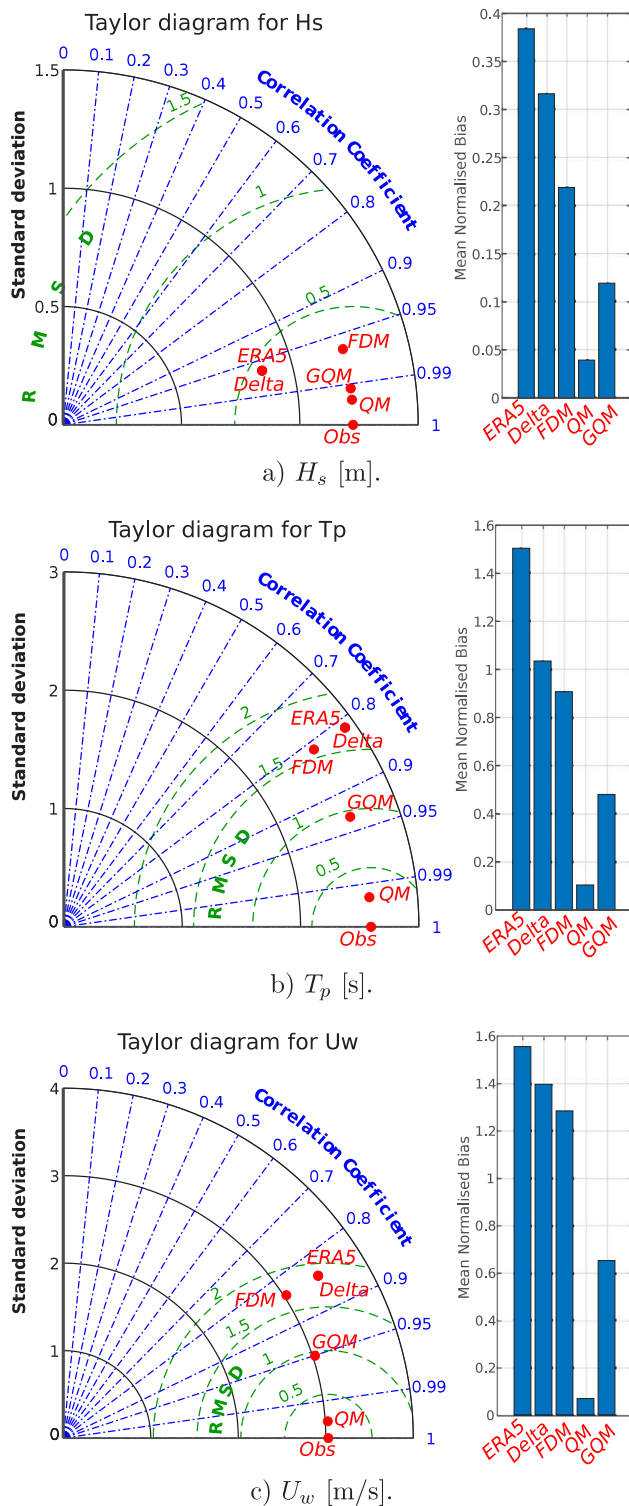 Taylor diagram for Hs
0
0.1
0.2
0.3
0.4
0.5
0.6
0.7
0.8
0.9
0.95
0.99
1
Correlation Coefficient
Standard deviation
1.5
1
0.5
0
1.5
1
0.5
R M S D
ERA5
Delta
FDM
GQM
QM
Obs
Mean Normalised Bias
0.4
0.35
0.3
0.25
0.2
0.15
0.1
0.05
0
ERA5
Delta
FDM
QM
GQM
a) Hs [m].
Taylor diagram for Tp
0
0.1
0.2
0.3
0.4
0.5
0.6
0.7
0.8
0.9
0.95
0.99
1
Correlation Coefficient
Standard deviation
3
2
1
0
2
1.5
1
0.5
R M S D
ERA5
Delta
FDM
GQM
QM
Obs
Mean Normalised Bias
1.6
1.4
1.2
1
0.8
0.6
0.4
0.2
0
ERA5
Delta
FDM
QM
GQM
b) Tp [s].
Taylor diagram for Uw
0
0.1
0.2
0.3
0.4
0.5
0.6
0.7
0.8
0.9
0.95
0.99
1
Correlation Coefficient
Standard deviation
4
3
2
1
0
2
1.5
1
0.5
RMSD
ERA5
Delta
FDM
GQM
QM
Obs
Mean Normalised Bias
1.6
1.4
1.2
1
0.8
0.6
0.4
0.2
0
ERA5
Delta
FDM
QM
GQM
c) Uw [m/s].